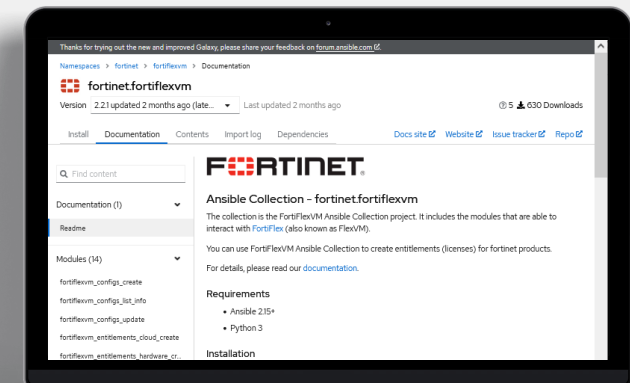 Thanks for trying out the new and improved Galaxy, please share your feedback on forum.ansible.com.
Namespaces > fortinet > fortiflexvm > Documentation
fortinet.fortiflexvm
Version 2.2.1 updated 2 months ago (late... Last updated 2 months ago 5 630 Downloads
Install Documentation Contents Import log Dependencies Docs site Website Issue tracker Repo
FORTINET
Find content
Ansible Collection - fortinet.fortiflexvm
Documentation (1)
The collection is the FortiFlexVM Ansible Collection project. It includes the modules that are able to
interact with FortiFlex (also known as FlexVM).
Readme
You can use FortiFlexVM Ansible Collection to create entitlements (licenses) for fortinet products.
Modules (14)
For details, please read our documentation.
fortiflexvm_configs_create
Requirements
fortiflexvm_configs_list_info
• Ansible 2.15+
fortiflexvm_configs_update
• Python 3
fortiflexvm_entitlements_cloud_create
fortiflexvm_entitlements_hardware_cr...
Installation